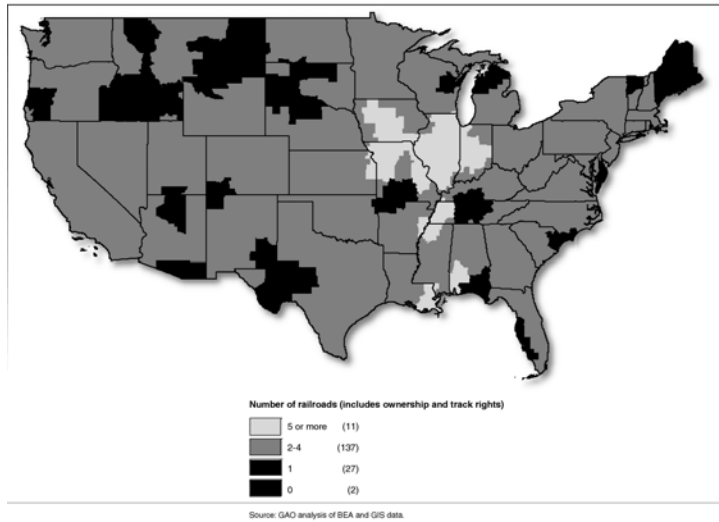 Number of railroads (includes ownership and track rights)
5 or more (11)
2-4 (137)
1 (27)
0 (2)
Source: GAO analysis of BEA and GIS data.